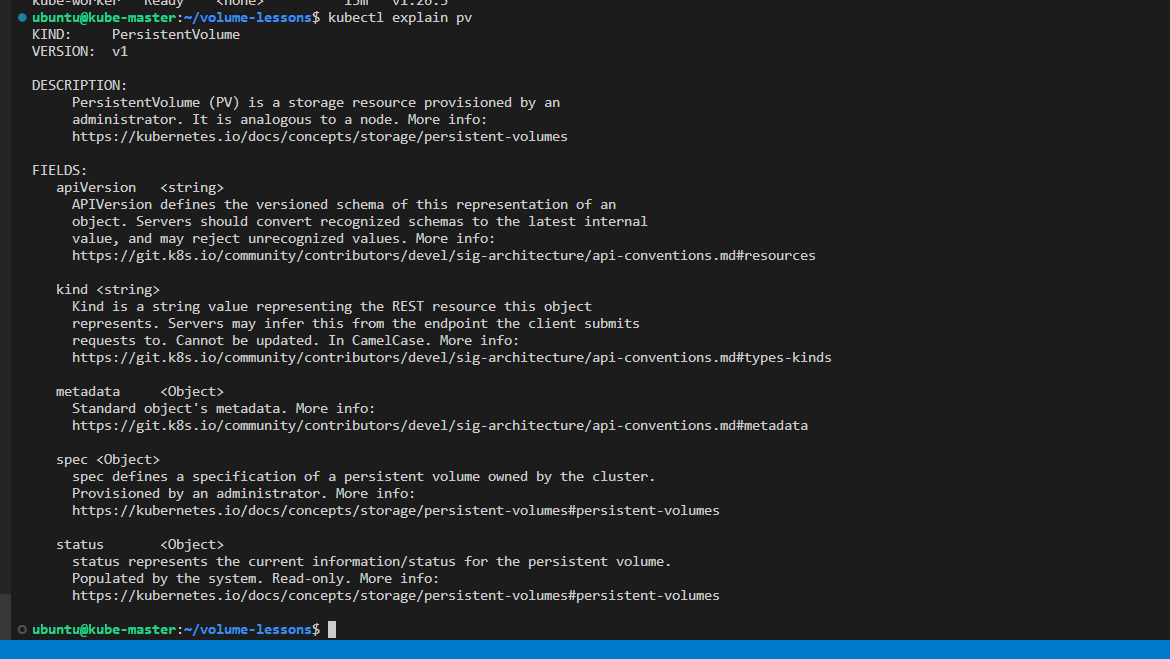 kube-worker Ready <none> 15m v1.26.5
ubuntu@kube-master:~/volume-lessons$ kubectl explain pv
KIND: PersistentVolume
VERSION: v1
DESCRIPTION:
PersistentVolume (PV) is a storage resource provisioned by an
administrator. It is analogous to a node. More info:
https://kubernetes.io/docs/concepts/storage/persistent-volumes
FIELDS:
apiVersion <string>
APIVersion defines the versioned schema of this representation of an
object. Servers should convert recognized schemas to the latest internal
value, and may reject unrecognized values. More info:
https://git.k8s.io/community/contributors/devel/sig-architecture/api-conventions.md#resources
kind <string>
Kind is a string value representing the REST resource this object
represents. Servers may infer this from the endpoint the client submits
requests to. Cannot be updated. In CamelCase. More info:
https://git.k8s.io/community/contributors/devel/sig-architecture/api-conventions.md#types-kinds
metadata <Object>
Standard object's metadata. More info:
https://git.k8s.io/community/contributors/devel/sig-architecture/api-conventions.md#metadata
spec <Object>
spec defines a specification of a persistent volume owned by the cluster.
Provisioned by an administrator. More info:
https://kubernetes.io/docs/concepts/storage/persistent-volumes#persistent-volumes
status <Object>
status represents the current information/status for the persistent volume.
Populated by the system. Read-only. More info:
https://kubernetes.io/docs/concepts/storage/persistent-volumes#persistent-volumes
ubuntu@kube-master:~/volume-lessons$